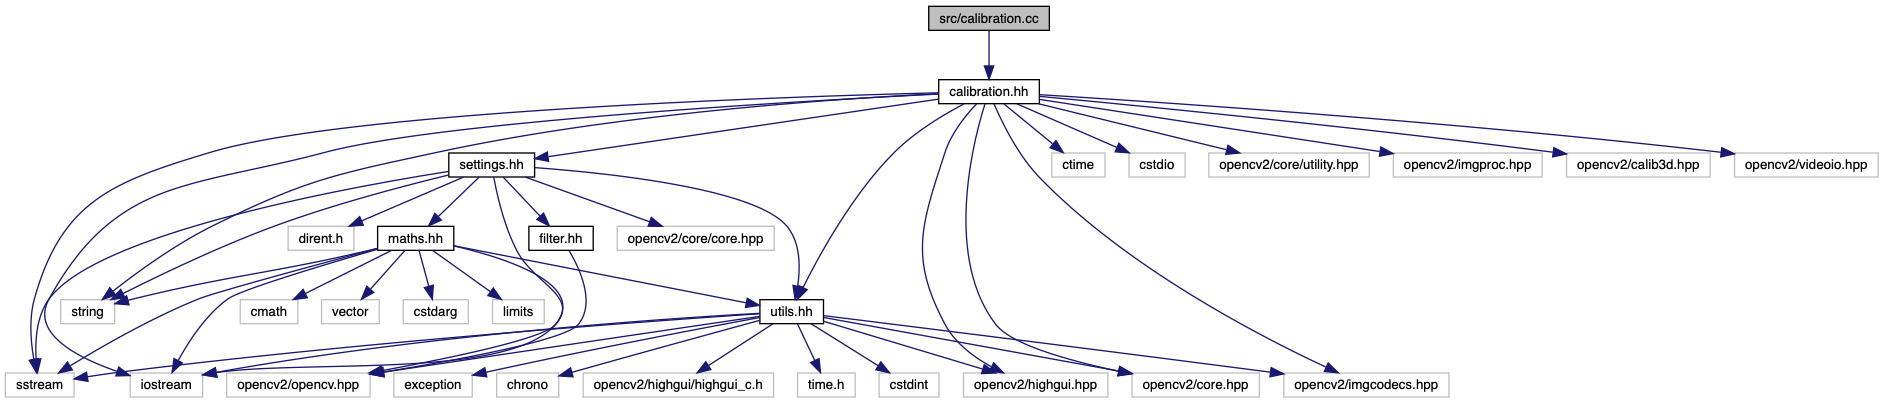 src/calibration.cc
calibration.hh
settings.hh
ctime
cstdio
opencv2/core/utility.hpp
opencv2/imgproc.hpp
opencv2/calib3d.hpp
opencv2/videoio.hpp
dirent.h
maths.hh
filter.hh
opencv2/core/core.hpp
string
cmath
vector
cstdarg
limits
utils.hh
sstream
iostream
opencv2/opencv.hpp
exception
chrono
opencv2/highgui/highgui_c.h
time.h
cstdint
opencv2/highgui.hpp
opencv2/core.hpp
opencv2/imgcodecs.hpp